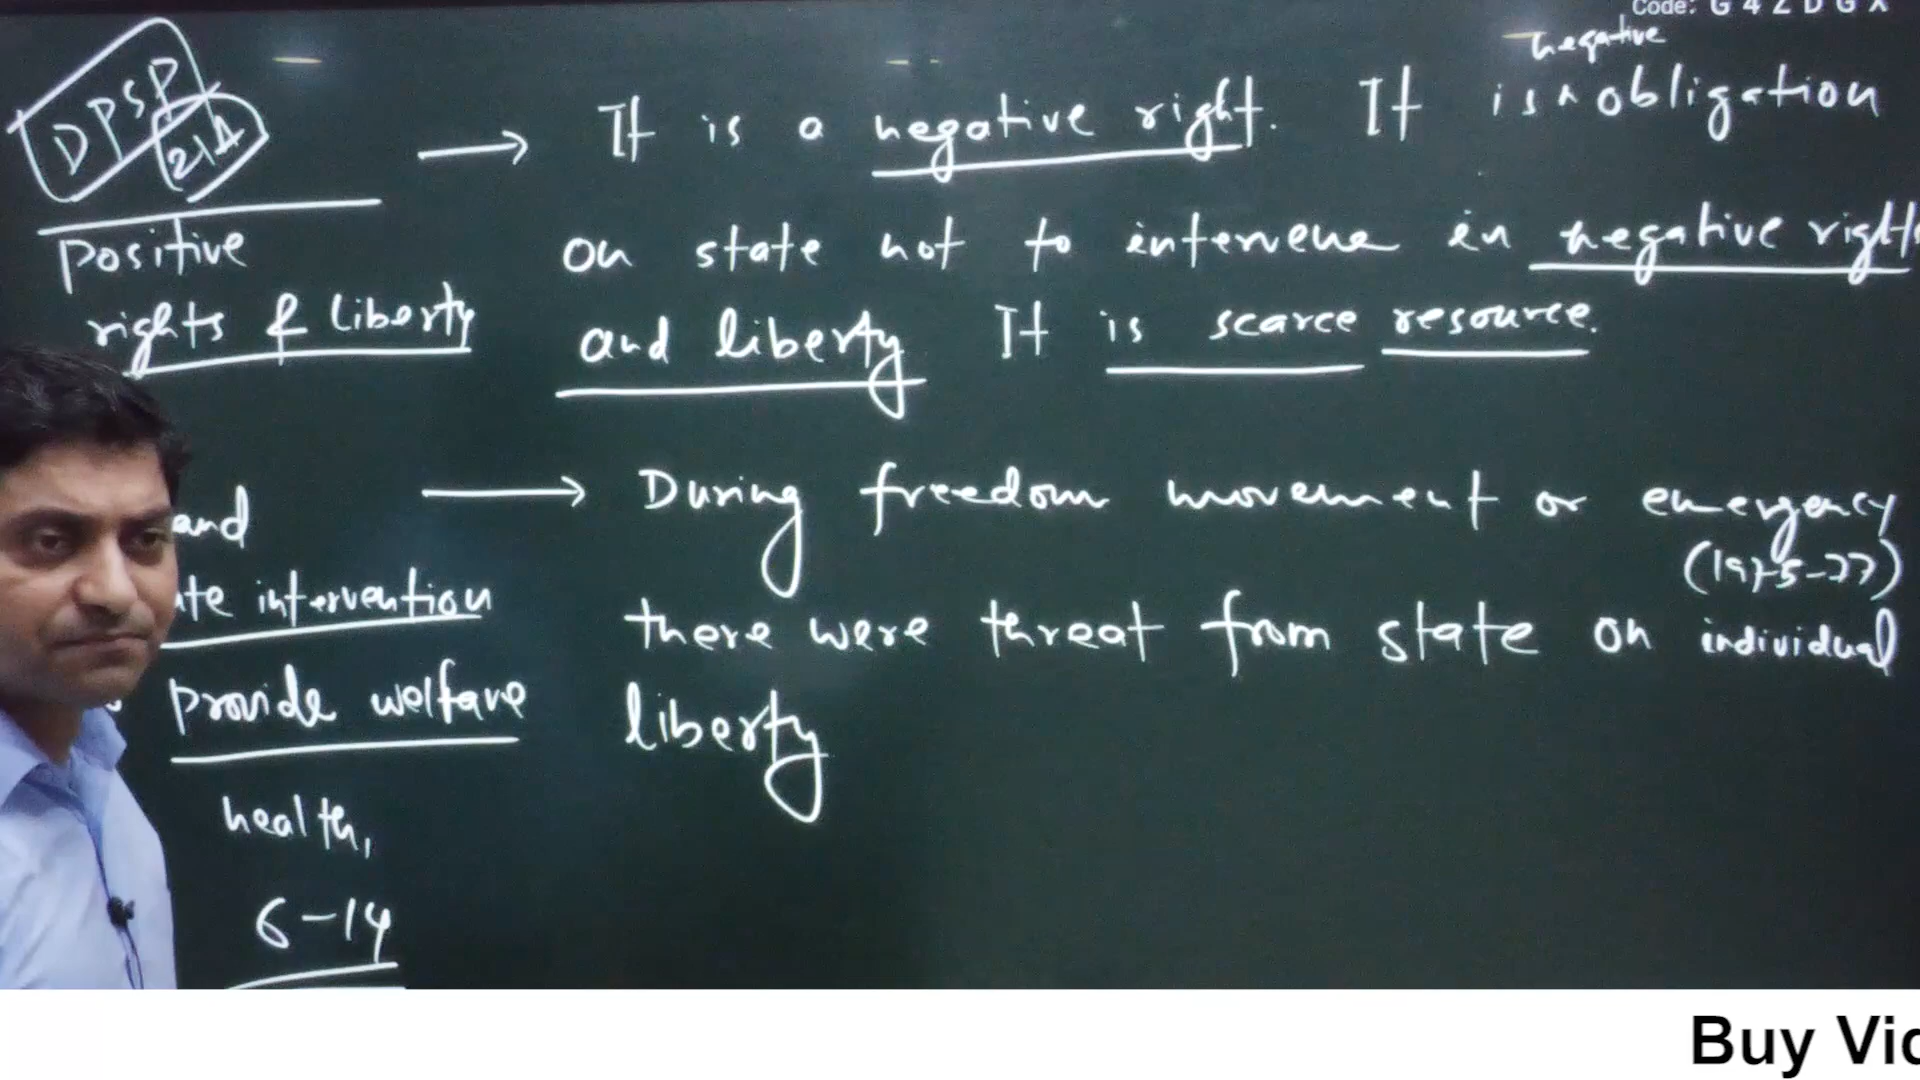 Code: G 4 Z D G X
DPSP
21A
positive
rights & liberty
and
ate intervention
provide welfare
health,
6-14
negative
→ It is a negative right. It is ^ obligation
on state not to intervene in negative rights
and liberty It is scarce resource.
→ During freedom movement or emergency
(1975-77)
there were threat from state on individual
liberty
Buy Vid